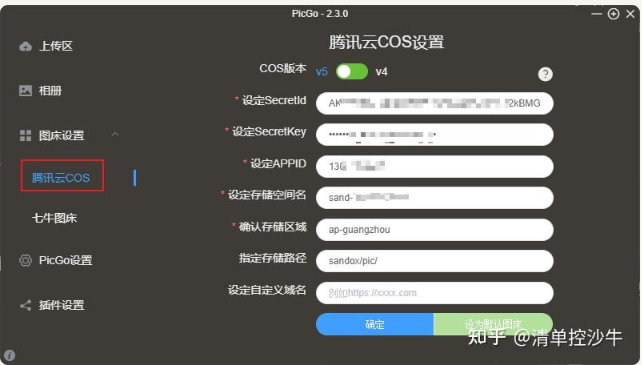 PicGo - 2.3.0
上传区
相册
图床设置
腾讯云COS
七牛图床
PicGo设置
插件设置
腾讯云COS设置
COS版本 v5 v4 ?
* 设定SecretId AK 2kBMG
* 设定SecretKey
* 设定APPID 130
* 设定存储空间名 sand-
* 确认存储区域 ap-guangzhou
指定存储路径 sandox/pic/
设定自定义域名 例如https://xxxx.com
确定 设为默认图床
知乎 @清单控沙牛